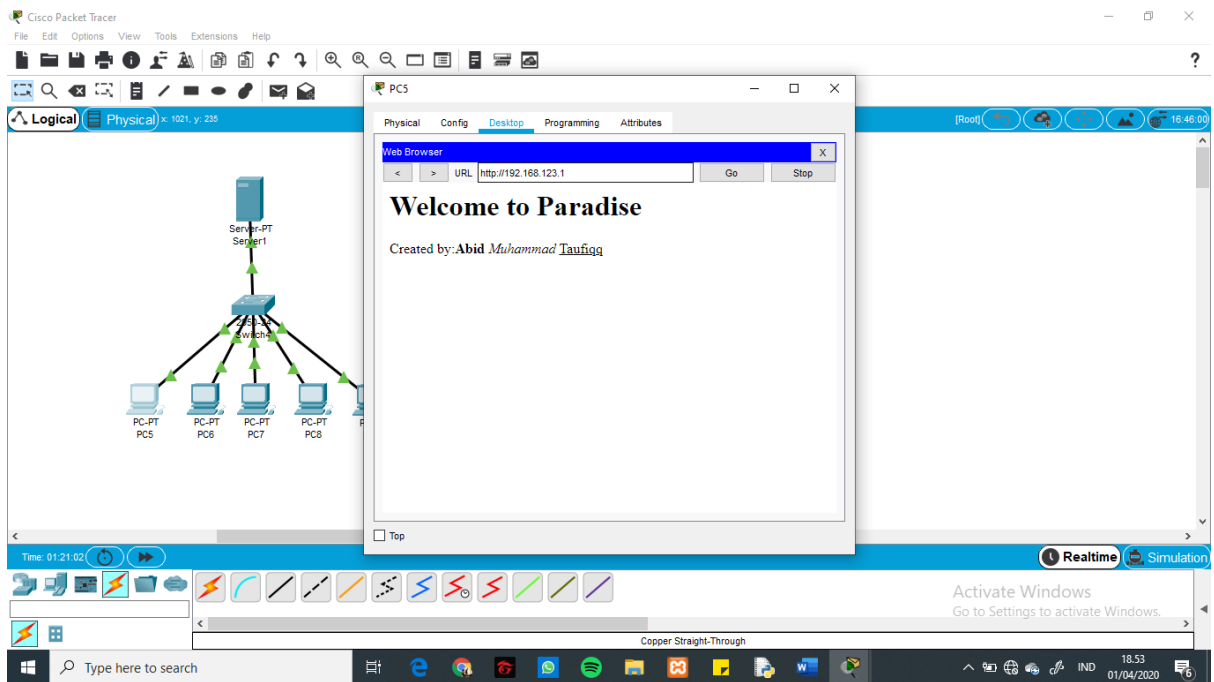 Cisco Packet Tracer
File Edit Options View Tools Extensions Help
?
Logical Physical x: 1021, y: 235
[Root] 16:46:00
Server-PT
Server1
2950-24
Switch4
PC-PT PC-PT PC-PT PC-PT P
PC5 PC6 PC7 PC8
PC5
Physical Config Desktop Programming Attributes
Web Browser X
< > URL http://192.168.123.1 Go Stop
Welcome to Paradise
Created by:Abid Muhammad Taufiqq
Top
Time: 01:21:02 Realtime Simulation
Activate Windows
Go to Settings to activate Windows.
Copper Straight-Through
Type here to search
IND 18.53
01/04/2020
6